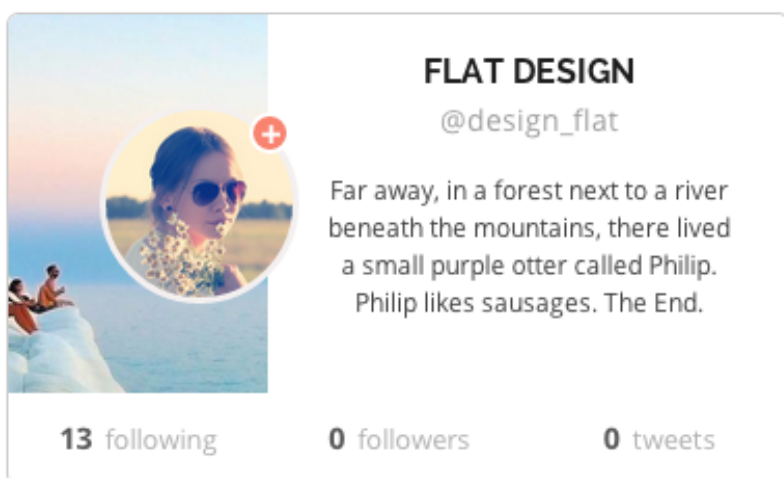 FLAT DESIGN
@design_flat
Far away, in a forest next to a river
beneath the mountains, there lived
a small purple otter called Philip.
Philip likes sausages. The End.
13 following 0 followers 0 tweets